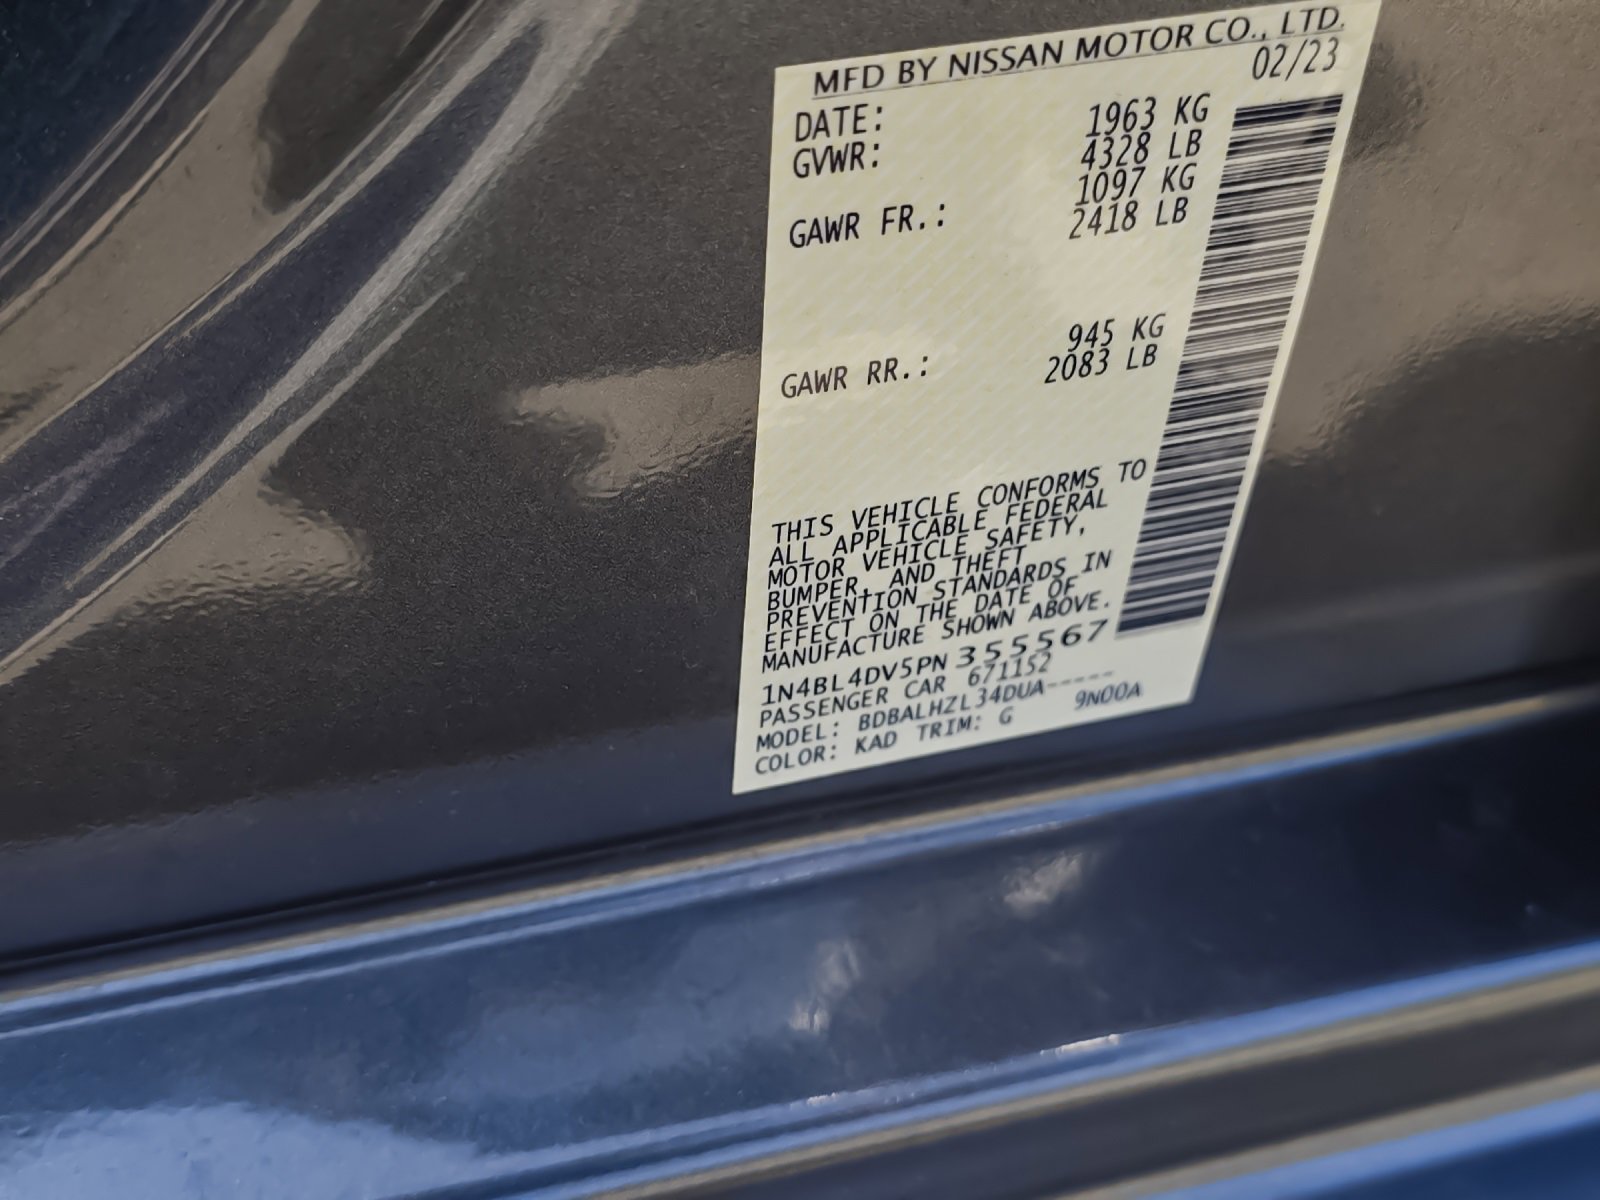 MFD BY NISSAN MOTOR CO., LTD.
DATE: 02/23
GVWR: 1963 KG
4328 LB
GAWR FR.: 1097 KG
2418 LB
GAWR RR.: 945 KG
2083 LB
THIS VEHICLE CONFORMS TO
ALL APPLICABLE FEDERAL
MOTOR VEHICLE SAFETY,
BUMPER, AND THEFT
PREVENTION STANDARDS IN
EFFECT ON THE DATE OF
MANUFACTURE SHOWN ABOVE.
1N4BL4DV5PN 355567
PASSENGER CAR 671152
MODEL: BDBALHZL34DUA-----
COLOR: KAD TRIM: G 9N00A